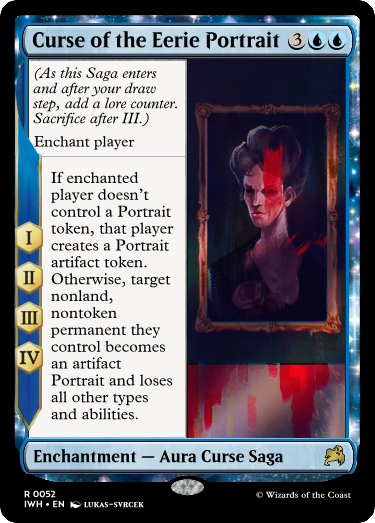 Curse of the Eerie Portrait 3
(As this Saga enters
and after your draw
step, add a lore counter.
Sacrifice after III.)
Enchant player
I
II
III
IV
If enchanted
player doesn't
control a Portrait
token, that player
creates a Portrait
artifact token.
Otherwise, target
nonland,
nontoken
permanent they
control becomes
an artifact
Portrait and loses
all other types
and abilities.
Enchantment — Aura Curse Saga
R 0052
IWH • EN LUKAS-SVRCEK
© Wizards of the Coast